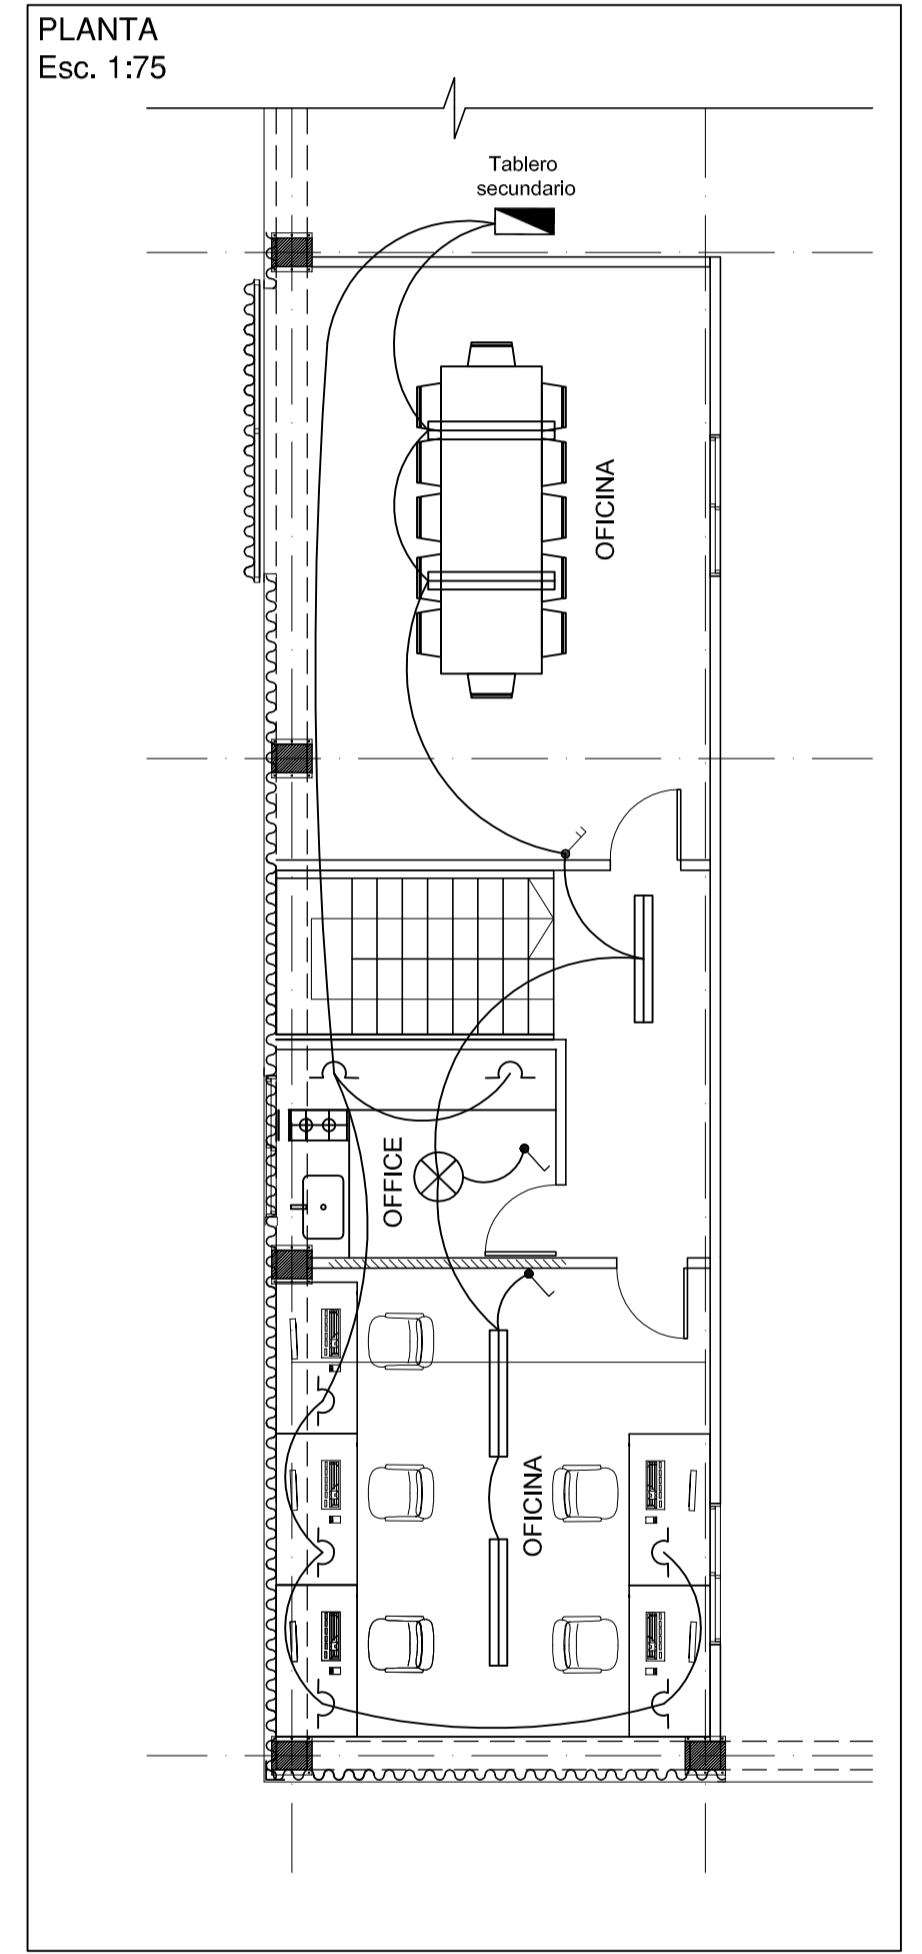 PLANTA
Esc. 1:75
Tablero
secundario
OFICINA
OFFICE
OFICINA